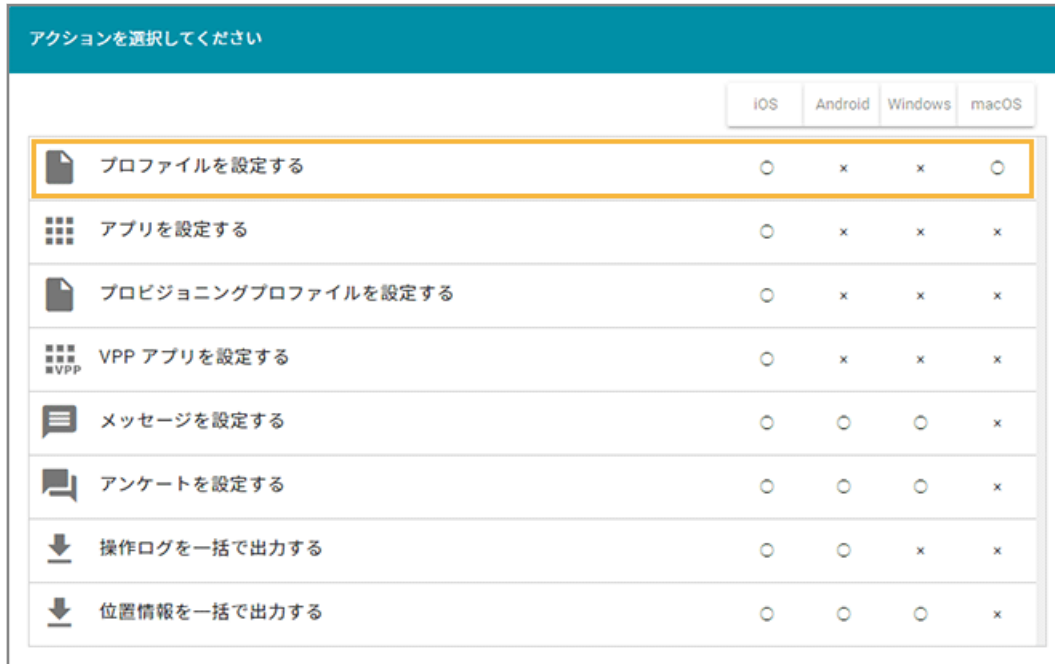 アクションを選択してください
iOS Android Windows macOS
プロファイルを設定する ○ × × ○
アプリを設定する ○ × × ×
プロビジョニングプロファイルを設定する ○ × × ×
VPP VPP アプリを設定する ○ × × ×
メッセージを設定する ○ ○ ○ ×
アンケートを設定する ○ ○ ○ ×
操作ログを一括で出力する ○ ○ × ×
位置情報を一括で出力する ○ ○ ○ ×